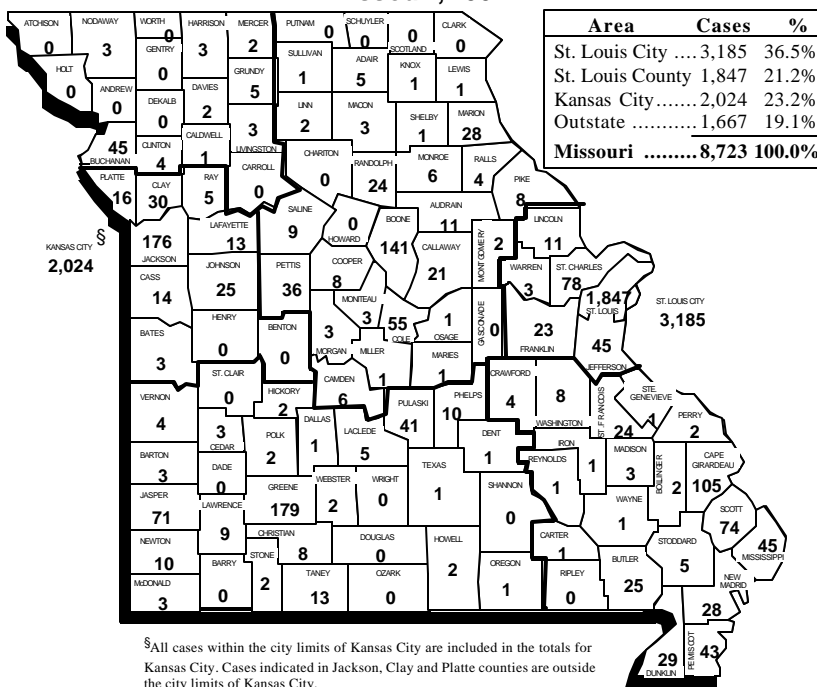 Area Cases %
St. Louis City .... 3,185 36.5%
St. Louis County 1,847 21.2%
Kansas City....... 2,024 23.2%
Outstate ........... 1,667 19.1%
Missouri ......... 8,723 100.0%
ATCHISON
0
NODAWAY
3
WORTH
0
HARRISON
3
MERCER
2
PUTNAM
0
SCHUYLER
0
SCOTLAND
0
CLARK
0
HOLT
0
GENTRY
0
GRUNDY
5
SULLIVAN
1
ADAIR
5
KNOX
1
LEWIS
1
ANDREW
0
DEKALB
0
DAVIES
2
LIVINGSTON
3
LINN
2
MACON
3
SHELBY
1
MARION
28
BUCHANAN
45
CLINTON
4
CALDWELL
1
CARROLL
0
CHARITON
0
RANDOLPH
24
MONROE
6
RALLS
4
PIKE
8
PLATTE
16
CLAY
30
RAY
5
SALINE
9
HOWARD
0
BOONE
141
AUDRAIN
11
CALLAWAY
21
MONTGOMERY
2
LINCOLN
11
KANSAS CITY §
2,024
JACKSON
176
LAFAYETTE
13
COOPER
8
WARREN
3
ST. CHARLES
78
ST. LOUIS
1,847
ST. LOUIS CITY
3,185
CASS
14
JOHNSON
25
PETTIS
36
MONITEAU
3
COLE
55
OSAGE
1
GASCONADE
0
FRANKLIN
23
JEFFERSON
45
BATES
3
HENRY
0
BENTON
0
MORGAN
3
MILLER
1
MARIES
1
CAMDEN
6
VERNON
4
ST. CLAIR
0
HICKORY
2
PULASKI
41
PHELPS
10
CRAWFORD
4
WASHINGTON
8
ST. FRANCOIS
24
STE.
GENEVIEVE
1
PERRY
2
CEDAR
3
POLK
2
DALLAS
1
LACLEDE
5
DENT
1
IRON
1
REYNOLDS
1
MADISON
3
BOLLINGER
2
CAPE
GIRARDEAU
105
BARTON
3
DADE
0
GREENE
179
WEBSTER
2
WRIGHT
0
TEXAS
1
SHANNON
0
WAYNE
1
SCOTT
74
MISSISSIPPI
45
JASPER
71
LAWRENCE
9
CHRISTIAN
8
DOUGLAS
0
HOWELL
2
CARTER
1
BUTLER
25
STODDARD
5
NEWTON
10
BARRY
0
STONE
2
TANEY
13
OZARK
0
OREGON
1
RIPLEY
0
NEW
MADRID
28
McDONALD
3
DUNKLIN
29
PEMISCOT
43
§All cases within the city limits of Kansas City are included in the totals for
Kansas City. Cases indicated in Jackson, Clay and Platte counties are outside
the city limits of Kansas City.